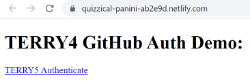 quizzical-panini-ab2e9d.netlify.com
TERRY4 GitHub Auth Demo:
TERRY5 Authenticate